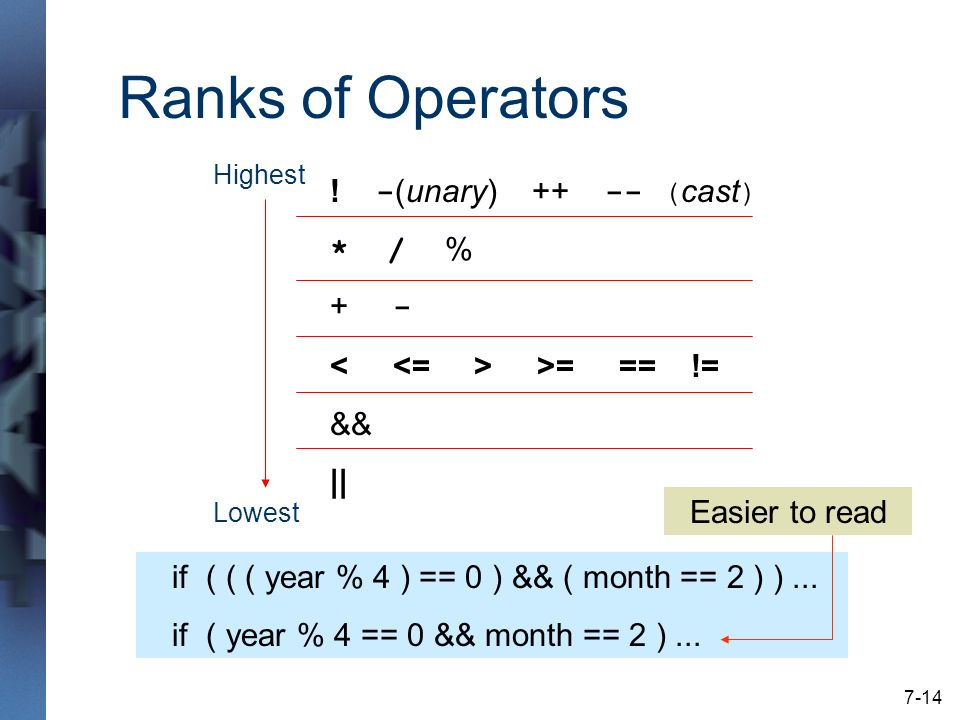 Ranks of Operators
Highest
! –(unary) ++ –– (cast)
* / %
+ –
< <= > >= == !=
&&
||
Lowest
Easier to read
if ( ( ( year % 4 ) == 0 ) && ( month == 2 ) ) ...
if ( year % 4 == 0 && month == 2 ) ...
7-14